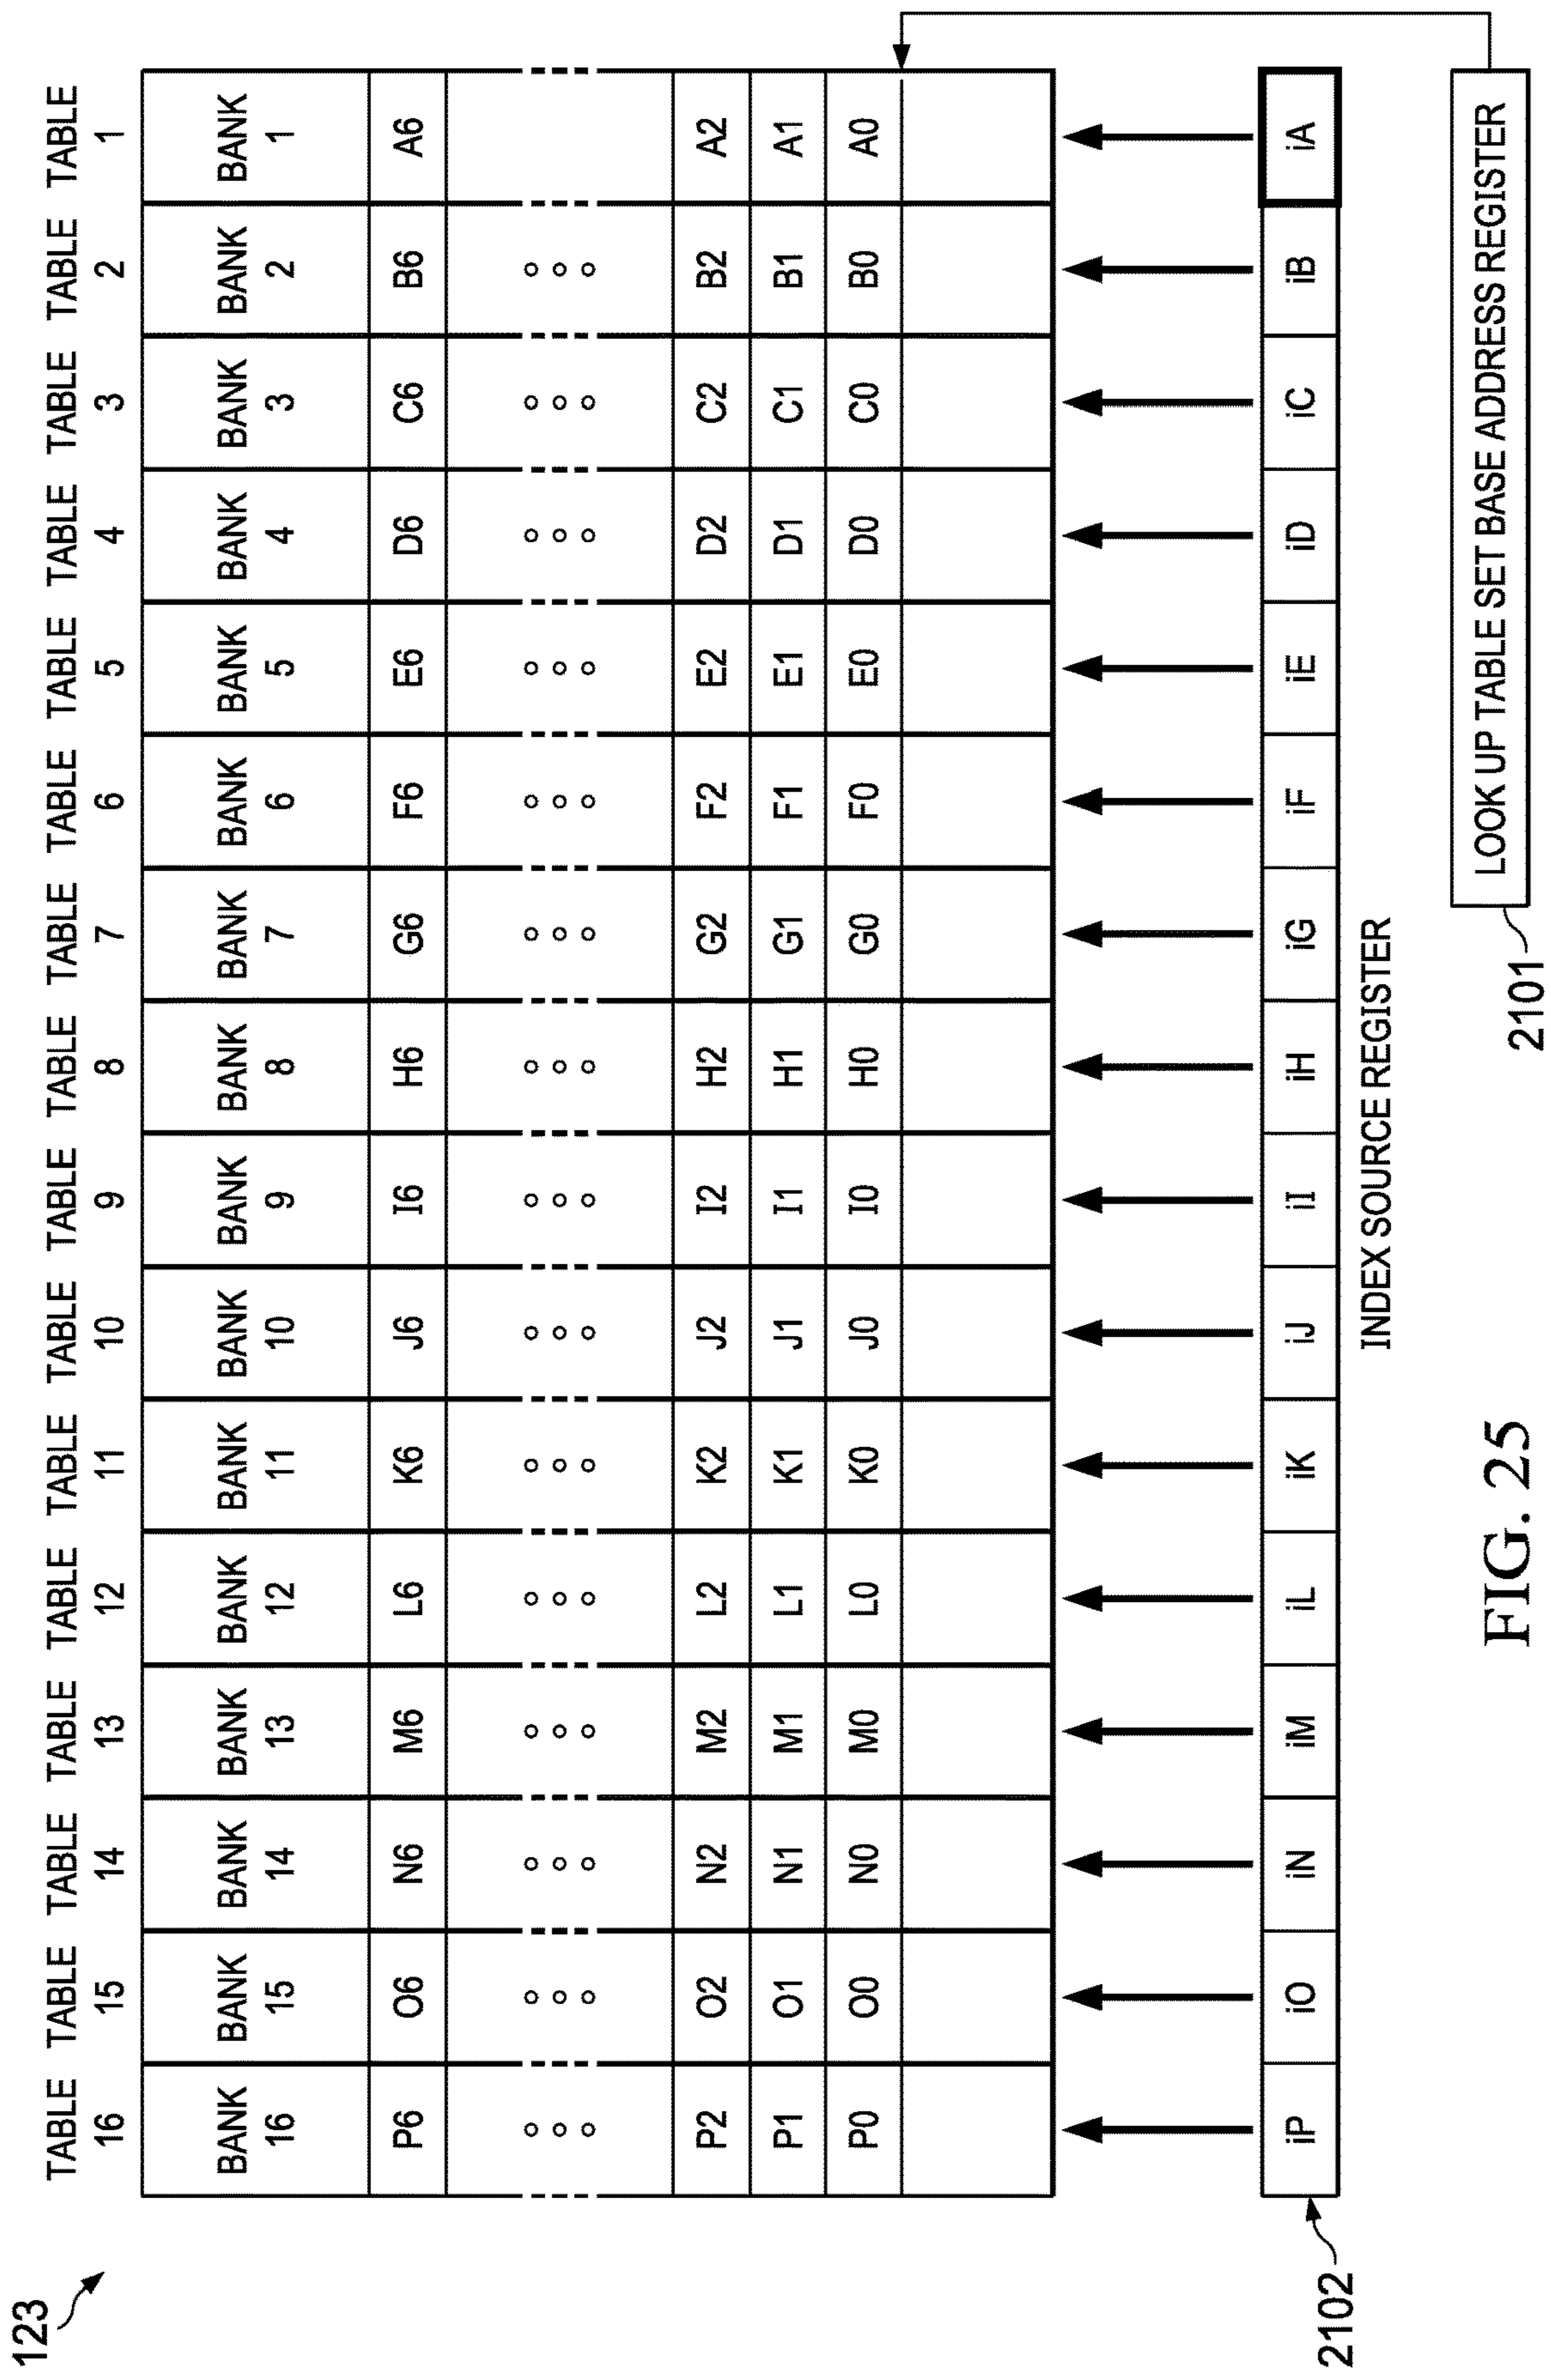 123
TABLE 16 TABLE 15 TABLE 14 TABLE 13 TABLE 12 TABLE 11 TABLE 10 TABLE 9 TABLE 8 TABLE 7 TABLE 6 TABLE 5 TABLE 4 TABLE 3 TABLE 2 TABLE 1
BANK 16 BANK 15 BANK 14 BANK 13 BANK 12 BANK 11 BANK 10 BANK 9 BANK 8 BANK 7 BANK 6 BANK 5 BANK 4 BANK 3 BANK 2 BANK 1
P6 O6 N6 M6 L6 K6 J6 I6 H6 G6 F6 E6 D6 C6 B6 A6
P2 O2 N2 M2 L2 K2 J2 I2 H2 G2 F2 E2 D2 C2 B2 A2
P1 O1 N1 M1 L1 K1 J1 I1 H1 G1 F1 E1 D1 C1 B1 A1
P0 O0 N0 M0 L0 K0 J0 I0 H0 G0 F0 E0 D0 C0 B0 A0
iP iO iN iM iL iK iJ iI iH iG iF iE iD iC iB iA
2102
INDEX SOURCE REGISTER
LOOK UP TABLE SET BASE ADDRESS REGISTER
2101
FIG. 25